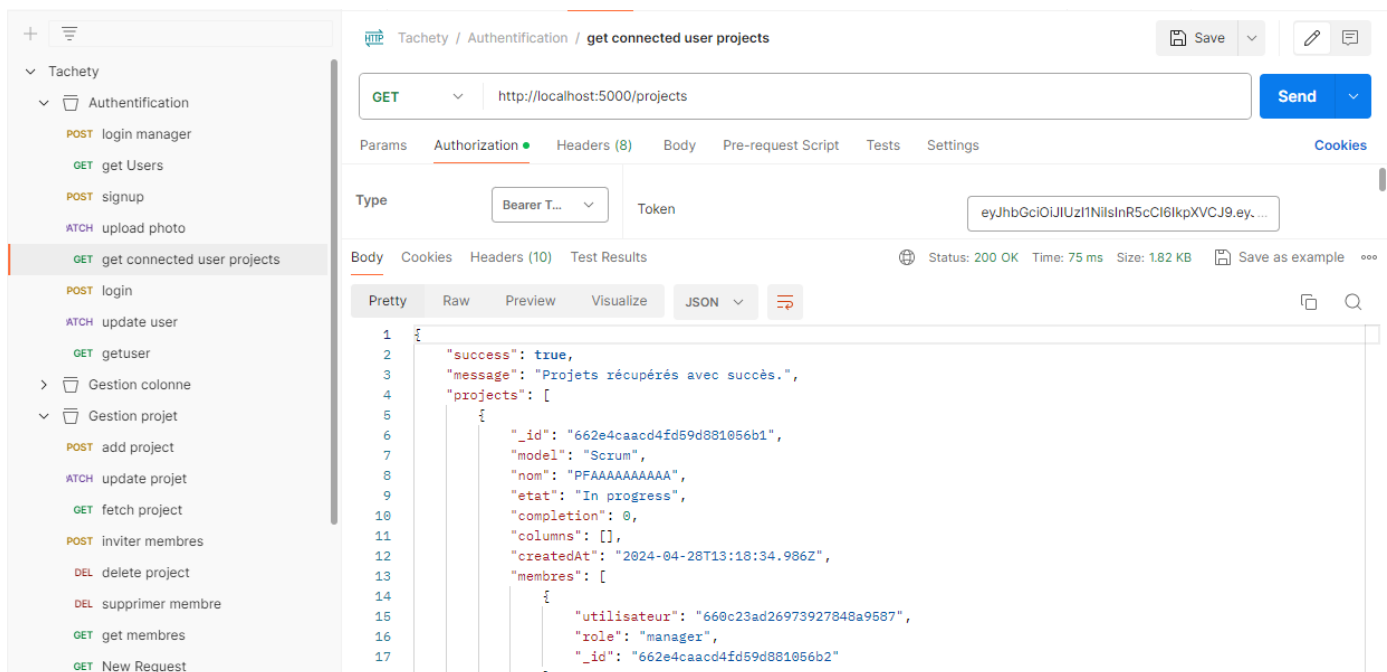 Tachety / Authentification / get connected user projects
Save
Tachety
Authentification
POST login manager
GET get Users
POST signup
ATCH upload photo
GET get connected user projects
POST login
ATCH update user
GET getuser
Gestion colonne
Gestion projet
POST add project
ATCH update projet
GET fetch project
POST inviter membres
DEL delete project
DEL supprimer membre
GET get membres
GET New Request
HTTP
GET http://localhost:5000/projects
Send
Params Authorization Headers (8) Body Pre-request Script Tests Settings Cookies
Type Bearer T... Token eyJhbGciOiJIUzI1NiIsInR5cCI6IkpXVCJ9.ey. ...
Body Cookies Headers (10) Test Results Status: 200 OK Time: 75 ms Size: 1.82 KB Save as example
Pretty Raw Preview Visualize JSON
1 {
2 "success": true,
3 "message": "Projets récupérés avec succès.",
4 "projects": [
5 {
6 "_id": "662e4caacd4fd59d881056b1",
7 "model": "Scrum",
8 "nom": "PFAAAAAAAAAA",
9 "etat": "In progress",
10 "completion": 0,
11 "columns": [],
12 "createdAt": "2024-04-28T13:18:34.986Z",
13 "membres": [
14 {
15 "utilisateur": "660c23ad26973927848a9587",
16 "role": "manager",
17 "_id": "662e4caacd4fd59d881056b2"